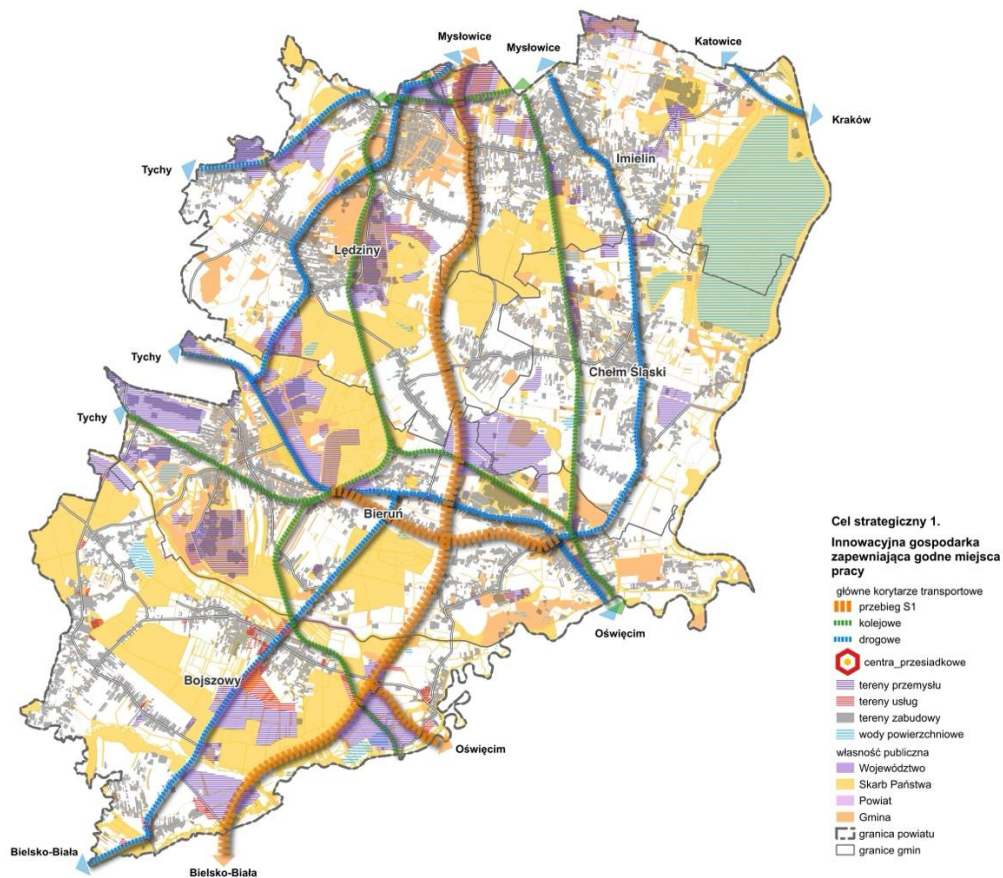 Mysłowice
Mysłowice
Katowice
Kraków
Tychy
Imielin
Lędziny
Tychy
Chełm Śląski
Tychy
Bieruń
Oświęcim
Bojszowy
Oświęcim
Bielsko-Biała
Bielsko-Biała
Cel strategiczny 1.
Innowacyjna gospodarka
zapewniająca godne miejsca
pracy
główne korytarze transportowe
przebieg S1
kolejowe
drogowe
centra_przesiadkowe
tereny przemysłu
tereny usług
tereny zabudowy
wody powierzchniowe
własność publiczna
Województwo
Skarb Państwa
Powiat
Gmina
granica powiatu
granice gmin